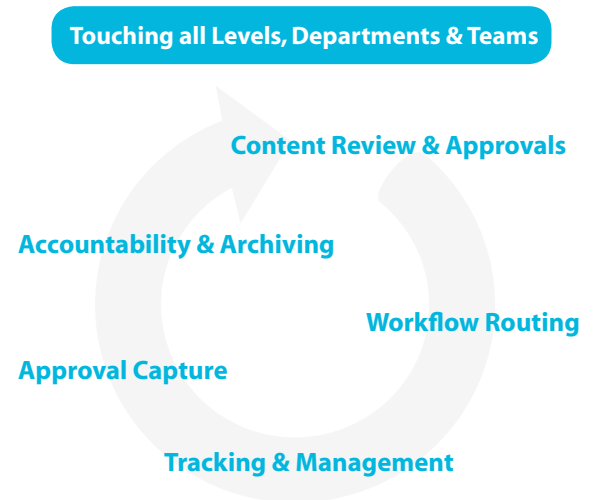 Touching all Levels, Departments & Teams
Content Review & Approvals
Accountability & Archiving
Workflow Routing
Approval Capture
Tracking & Management